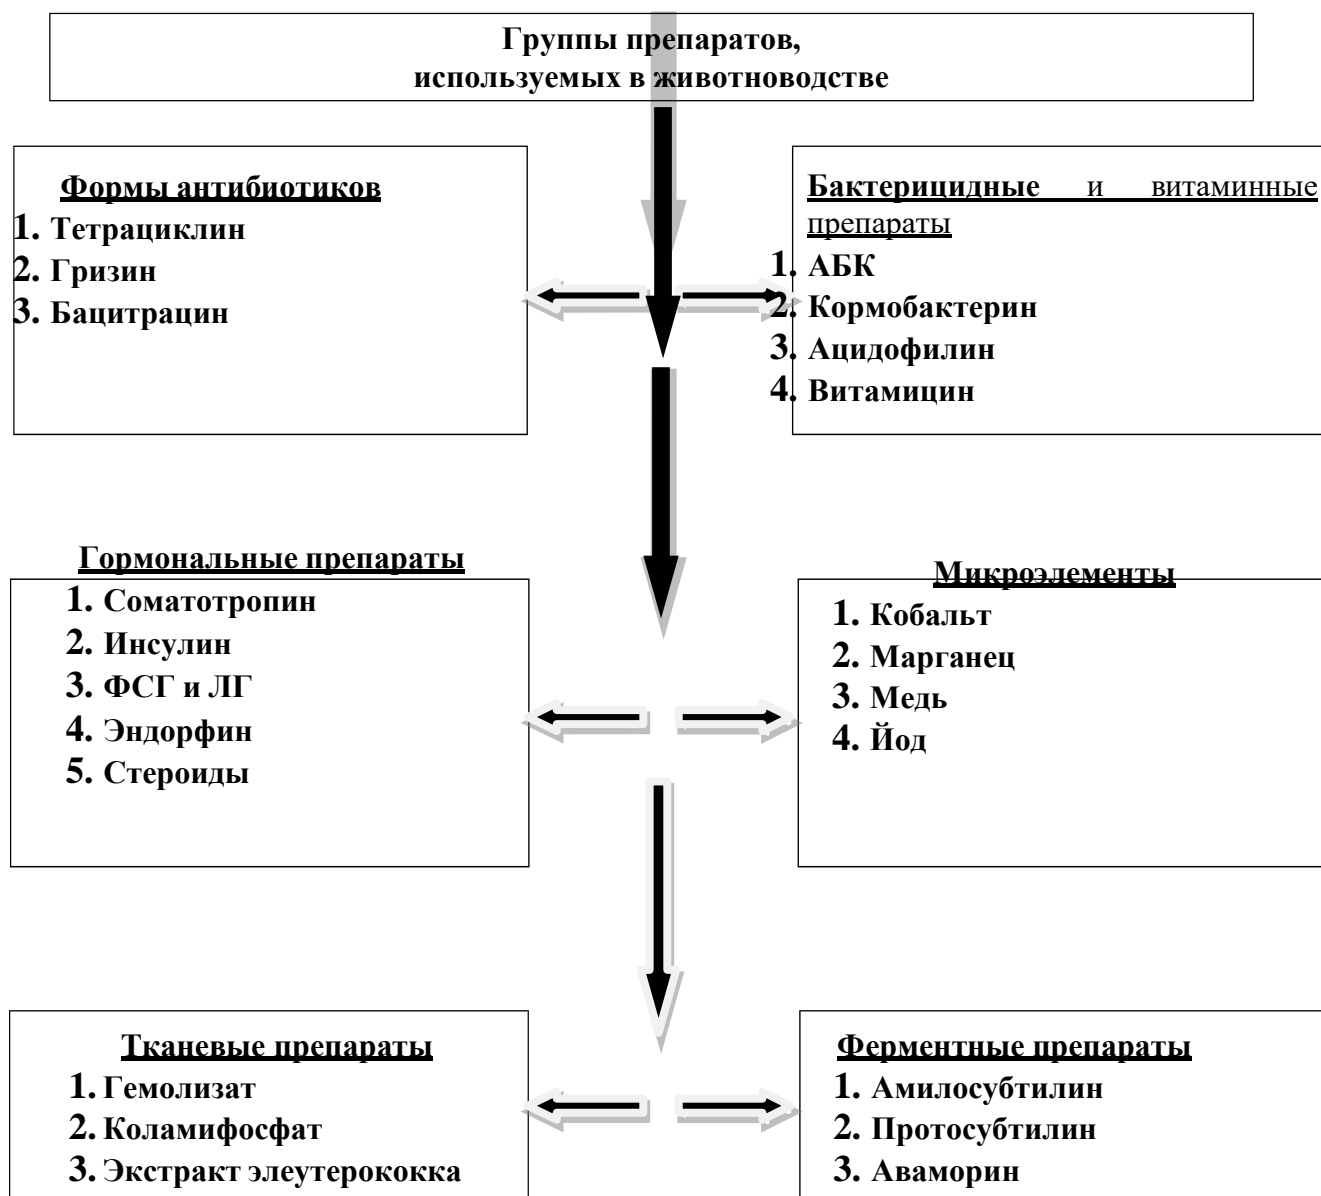 Группы препаратов,
используемых в животноводстве
Формы антибиотиков
1. Тетрациклин
2. Гризин
3. Бацитрацин
Бактерицидные и витаминные
препараты
1. АБК
2. Кормобактерин
3. Ацидофилин
4. Витамицин
Гормональные препараты
1. Соматотропин
2. Инсулин
3. ФСГ и ЛГ
4. Эндорфин
5. Стероиды
Микроэлементы
1. Кобальт
2. Марганец
3. Медь
4. Йод
Тканевые препараты
1. Гемолизат
2. Коламифосфат
3. Экстракт элеутерококка
Ферментные препараты
1. Амилосубтилин
2. Протосубтилин
3. Аваморин